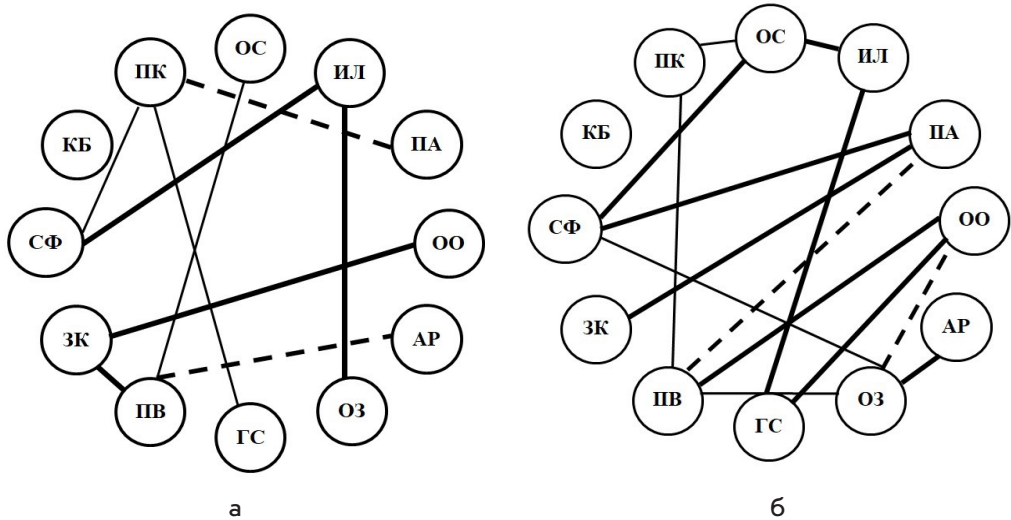 ПК
ОС
ИЛ
КБ
ПА
СФ
ОО
ЗК
АР
ПВ
ГС
ОЗ
а
ПК
ОС
ИЛ
КБ
ПА
СФ
ОО
ЗК
АР
ПВ
ГС
ОЗ
б